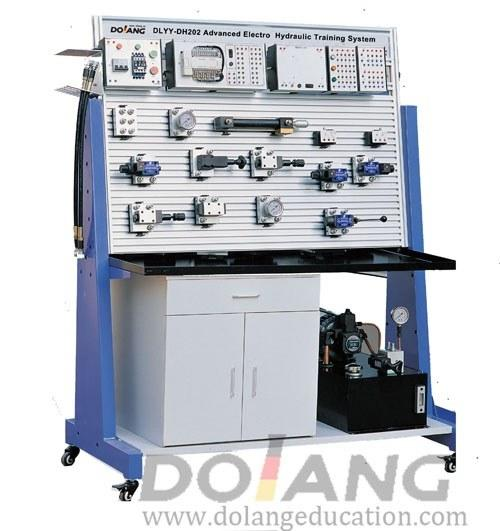 DOLANG DLYY-DH202 Advanced Electro Hydraulic Training System
DOLANG
www.dolangeducation.com